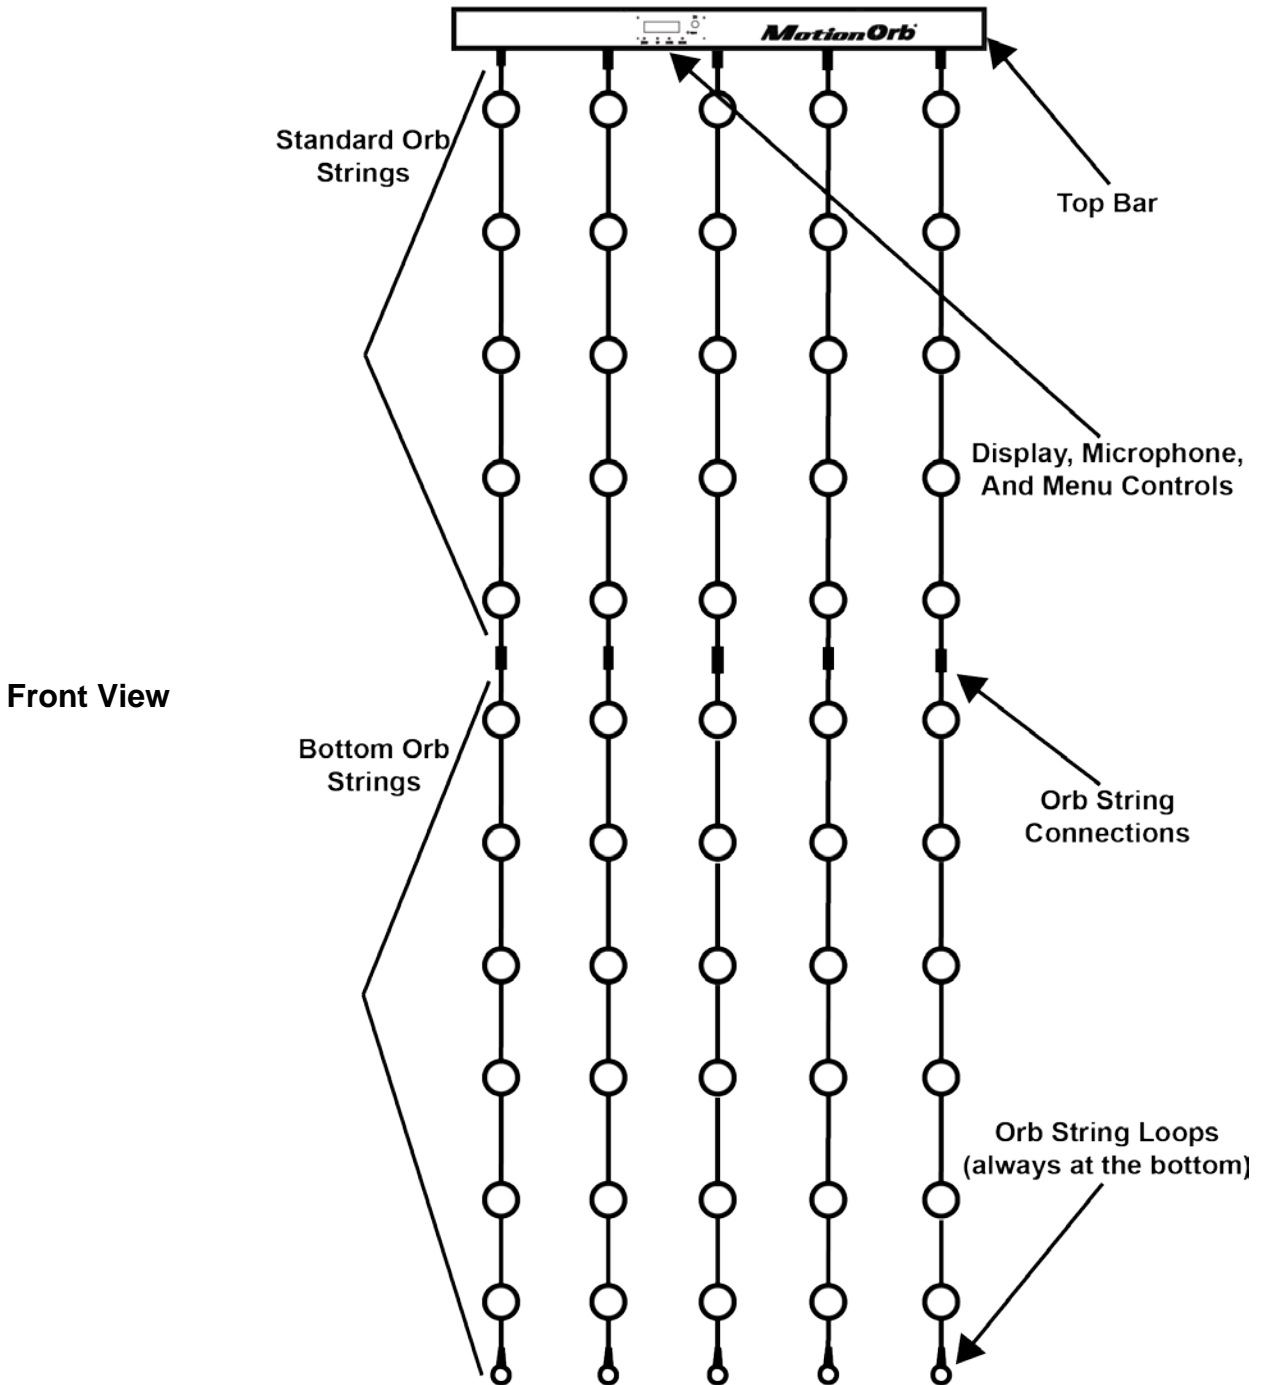 MotionOrb
Standard Orb
Strings
Top Bar
Display, Microphone,
And Menu Controls
Front View
Bottom Orb
Strings
Orb String
Connections
Orb String Loops
(always at the bottom)